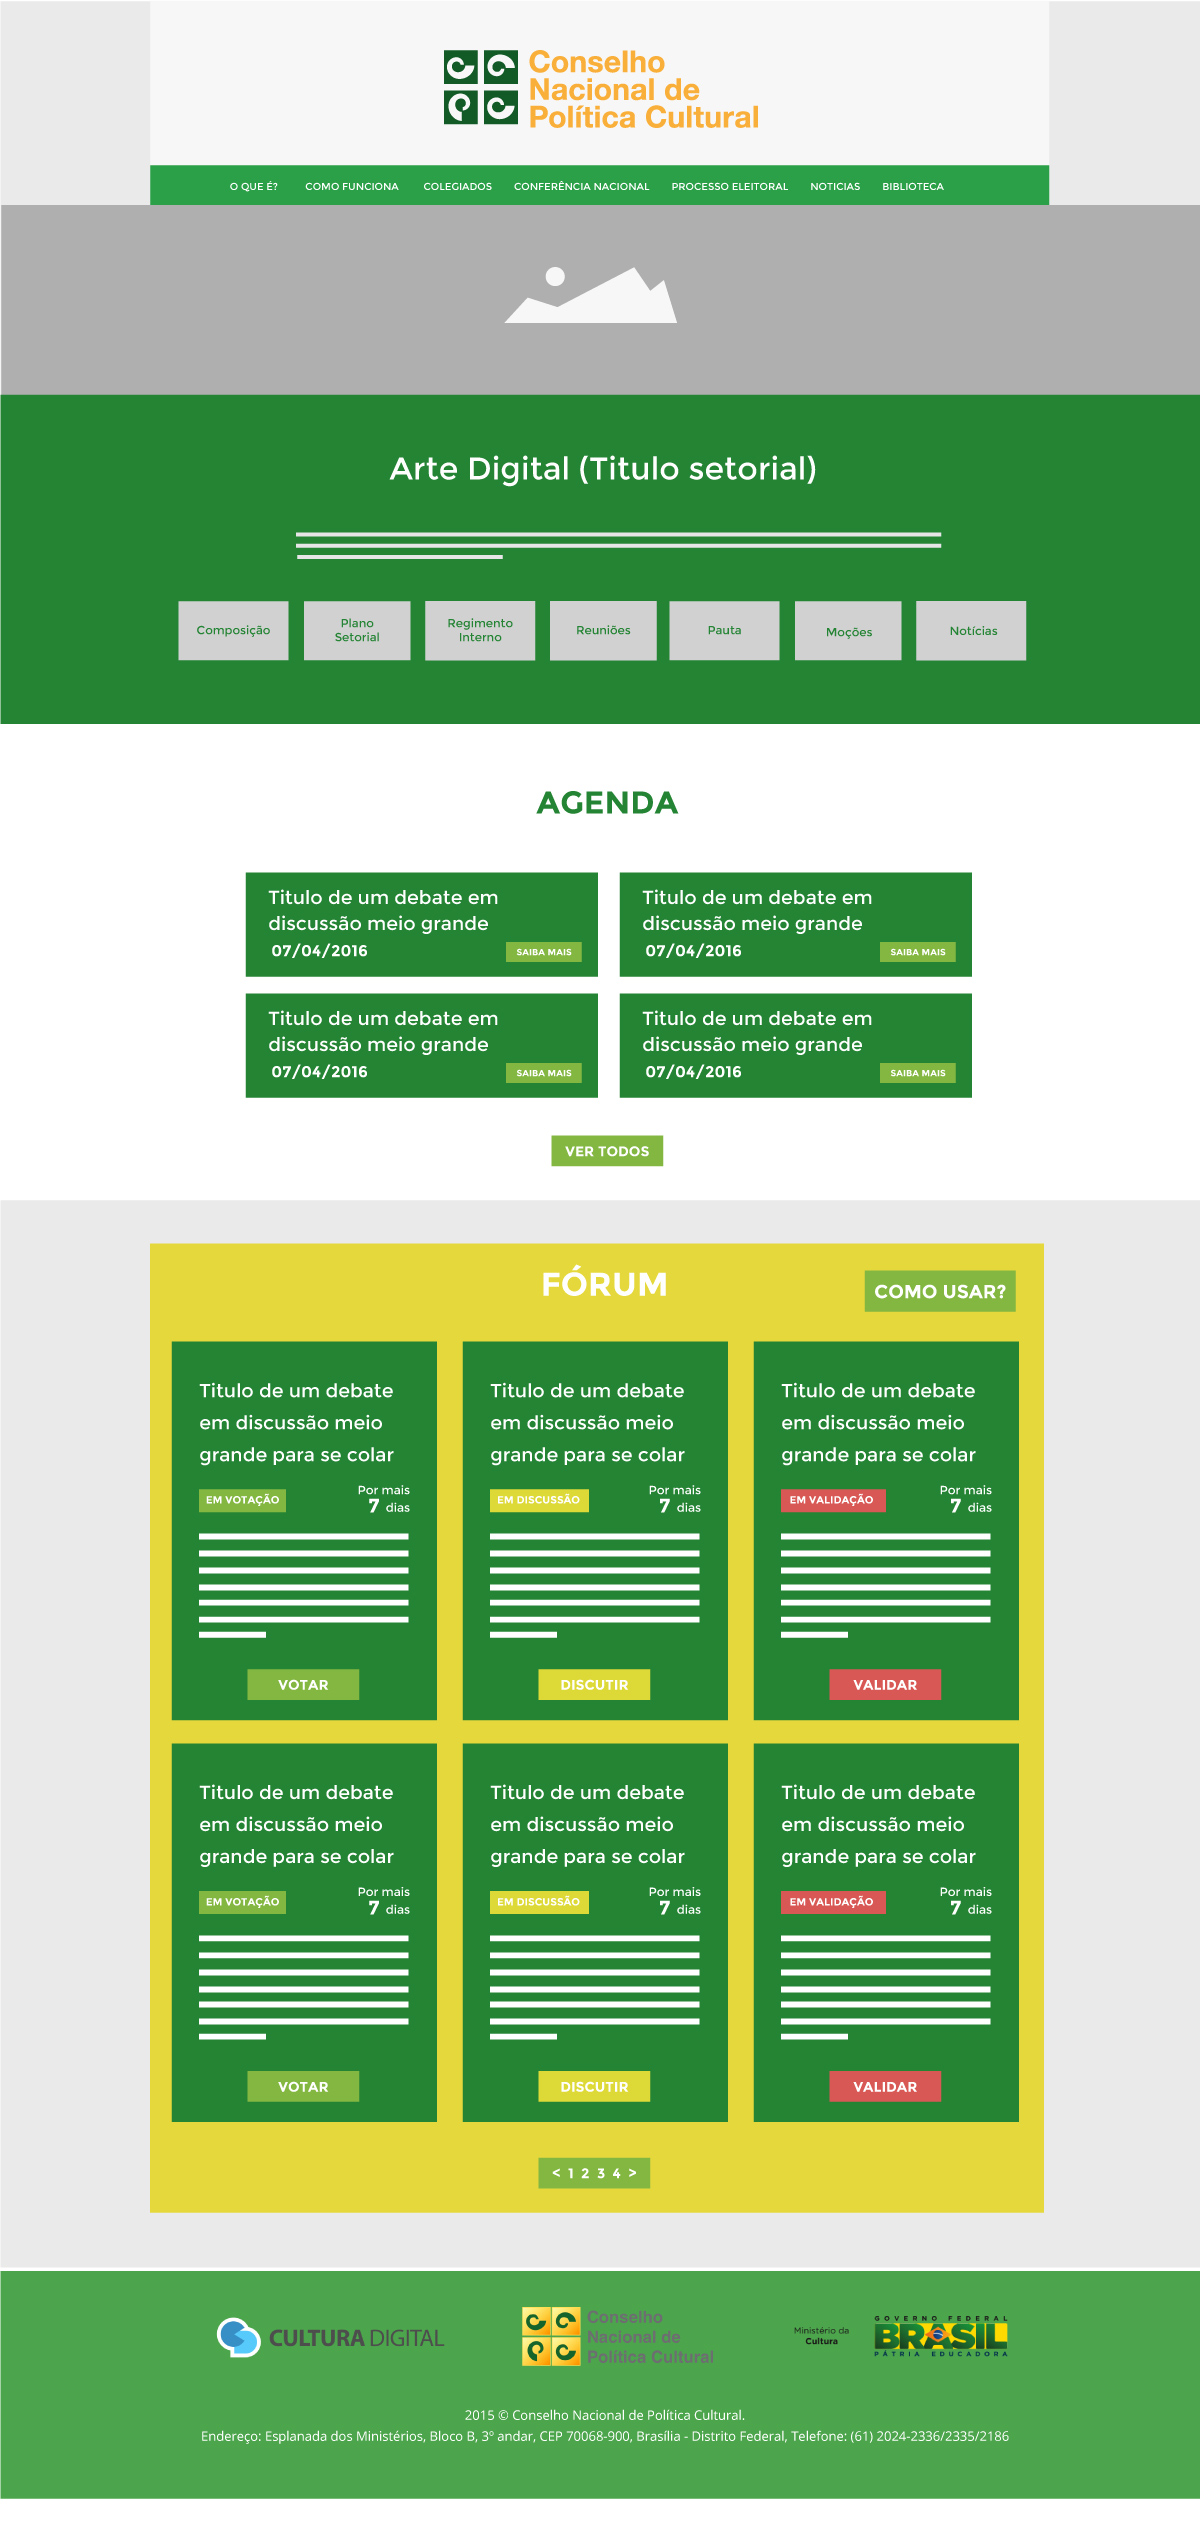 Conselho
Nacional de
Política Cultural
O QUE É? COMO FUNCIONA COLEGIADOS CONFERÊNCIA NACIONAL PROCESSO ELEITORAL NOTICIAS BIBLIOTECA
Arte Digital (Titulo setorial)
Composição
Plano
Setorial
Regimento
Interno
Reuniões
Pauta
Moções
Notícias
AGENDA
Titulo de um debate em
discussão meio grande
07/04/2016
SAIBA MAIS
Titulo de um debate em
discussão meio grande
07/04/2016
SAIBA MAIS
Titulo de um debate em
discussão meio grande
07/04/2016
SAIBA MAIS
Titulo de um debate em
discussão meio grande
07/04/2016
SAIBA MAIS
VER TODOS
FÓRUM
COMO USAR?
Titulo de um debate
em discussão meio
grande para se colar
EM VOTAÇÃO
Por mais
7 dias
VOTAR
Titulo de um debate
em discussão meio
grande para se colar
EM DISCUSSÃO
Por mais
7 dias
DISCUTIR
Titulo de um debate
em discussão meio
grande para se colar
EM VALIDAÇÃO
Por mais
7 dias
VALIDAR
Titulo de um debate
em discussão meio
grande para se colar
EM VOTAÇÃO
Por mais
7 dias
VOTAR
Titulo de um debate
em discussão meio
grande para se colar
EM DISCUSSÃO
Por mais
7 dias
DISCUTIR
Titulo de um debate
em discussão meio
grande para se colar
EM VALIDAÇÃO
Por mais
7 dias
VALIDAR
< 1 2 3 4 >
CULTURA DIGITAL
Conselho
Nacional de
Política Cultural
Ministério da
Cultura
GOVERNO FEDERAL
BRASIL
PÁTRIA EDUCADORA
2015 © Conselho Nacional de Política Cultural.
Endereço: Esplanada dos Ministérios, Bloco B, 3º andar, CEP 70068-900, Brasília - Distrito Federal, Telefone: (61) 2024-2336/2335/2186